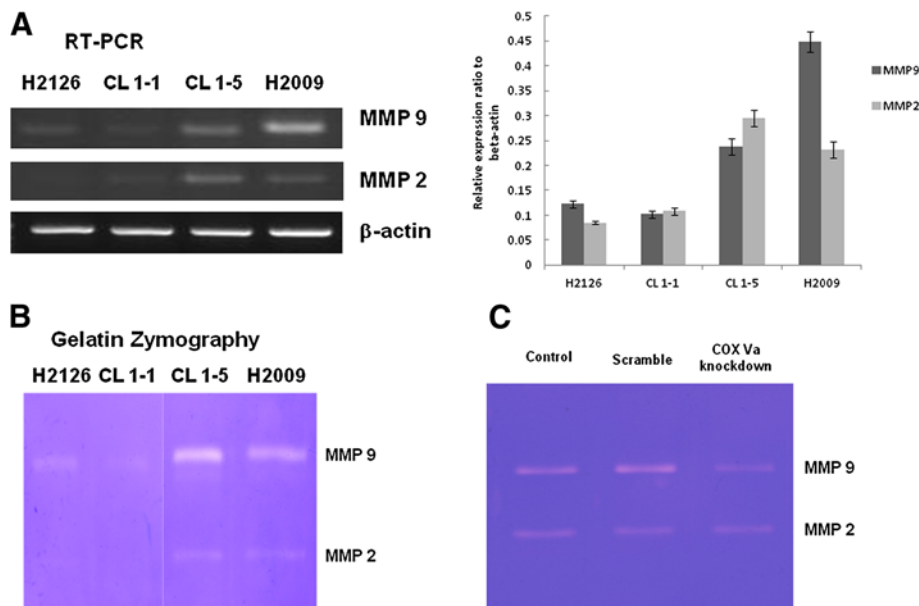 A
RT-PCR
H2126 CL 1-1 CL 1-5 H2009
MMP 9
MMP 2
β-actin
Relative expression ratio to
beta-actin
0.5
0.45
0.4
0.35
0.3
0.25
0.2
0.15
0.1
0.05
0
H2126 CL 1-1 CL 1-5 H2009
MMP9
MMP2
B
Gelatin Zymography
H2126 CL 1-1 CL 1-5 H2009
MMP 9
MMP 2
C
Control Scramble COX Va
knockdown
MMP 9
MMP 2